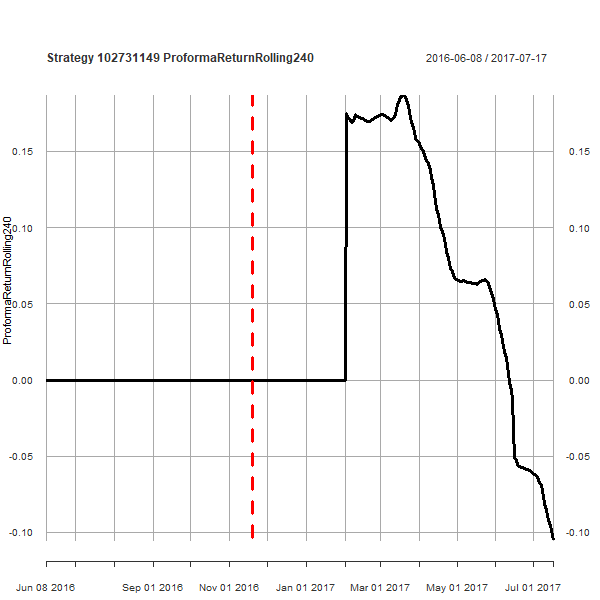 Strategy 102731149 ProformaReturnRolling240
2016-06-08 / 2017-07-17
ProformaReturnRolling240
0.15
0.15
0.10
0.10
0.05
0.05
0.00
0.00
-0.05
-0.05
-0.10
-0.10
Jun 08 2016
Sep 01 2016
Nov 01 2016
Jan 01 2017
Mar 01 2017
May 01 2017
Jul 01 2017